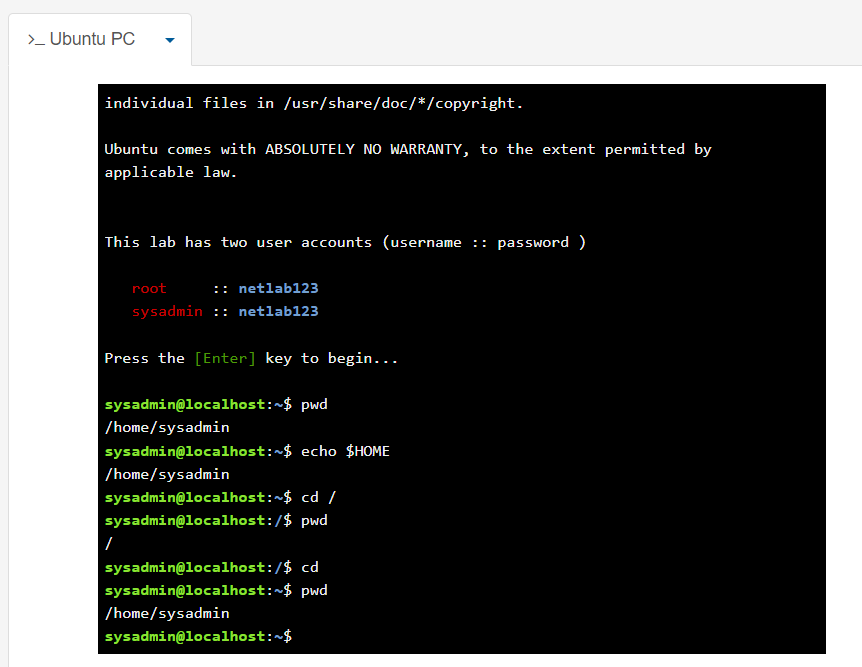 >_ Ubuntu PC
individual files in /usr/share/doc/*/copyright.
Ubuntu comes with ABSOLUTELY NO WARRANTY, to the extent permitted by
applicable law.
This lab has two user accounts (username :: password )
root     :: netlab123
sysadmin :: netlab123
Press the [Enter] key to begin...
sysadmin@localhost:~$ pwd
/home/sysadmin
sysadmin@localhost:~$ echo $HOME
/home/sysadmin
sysadmin@localhost:~$ cd /
sysadmin@localhost:/$ pwd
/
sysadmin@localhost:/$ cd
sysadmin@localhost:~$ pwd
/home/sysadmin
sysadmin@localhost:~$